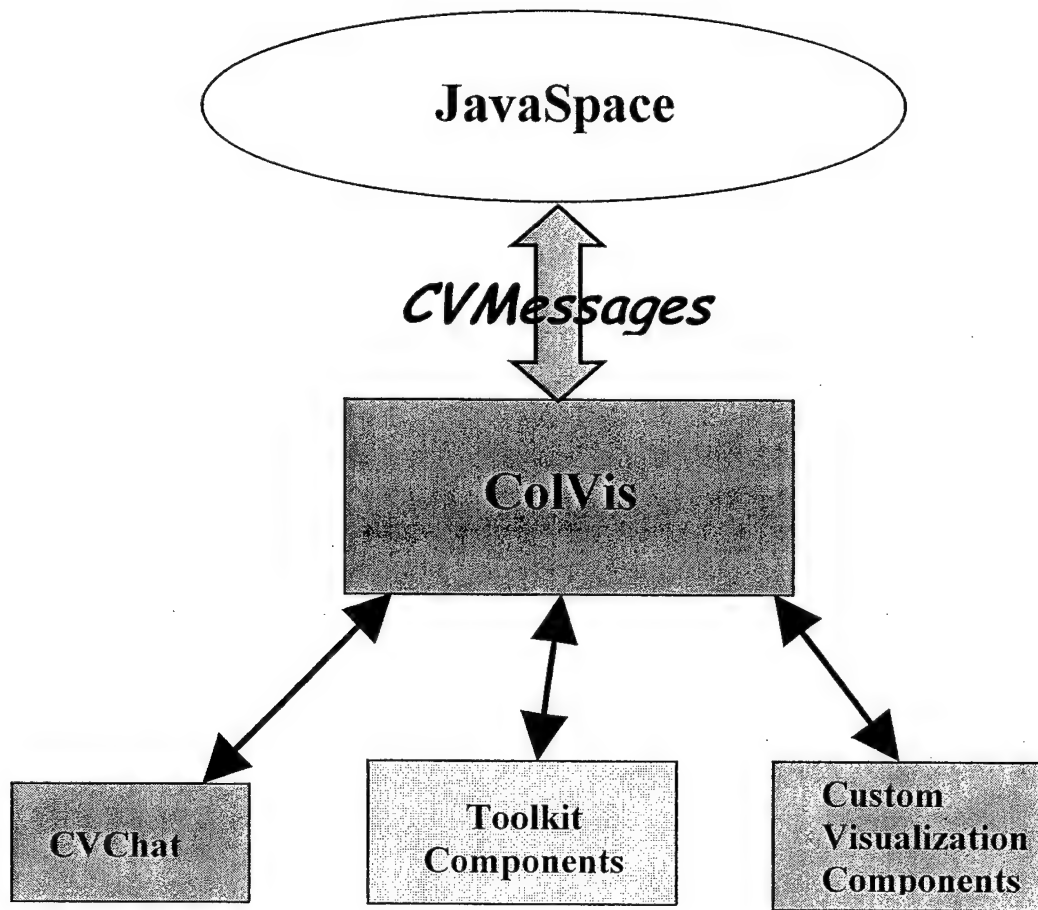 JavaSpace
CVMessages
ColVis
CVChat
Toolkit
Components
Custom
Visualization
Components